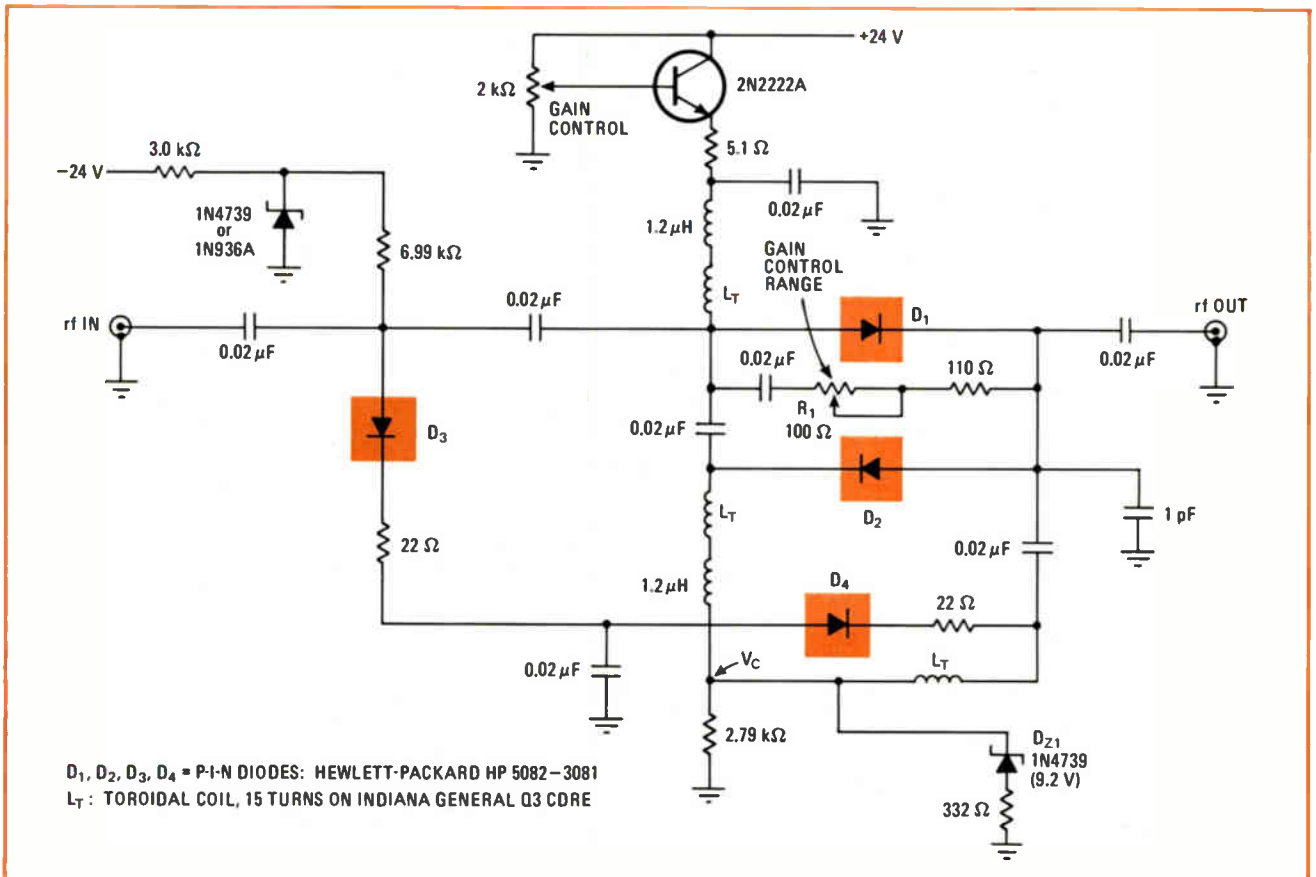 +24 V
2N2222A
2 kΩ
GAIN
CONTROL
5.1 Ω
3.0 kΩ
−24 V
1N4739
or
1N936A
6.99 kΩ
0.02 µF
1.2 µH
GAIN
CONTROL
RANGE
LT
0.02 µF
rf IN
0.02 µF
D1
rf OUT
0.02 µF
0.02 µF
110 Ω
R1
100 Ω
D3
0.02 µF
D2
1 pF
LT
0.02 µF
22 Ω
1.2 µH
D4
22 Ω
0.02 µF
VC
LT
2.79 kΩ
DZ1
1N4739
(9.2 V)
332 Ω
D1, D2, D3, D4 = P-I-N DIODES: HEWLETT-PACKARD HP 5082–3081
LT: TOROIDAL COIL, 15 TURNS ON INDIANA GENERAL Q3 CDRE